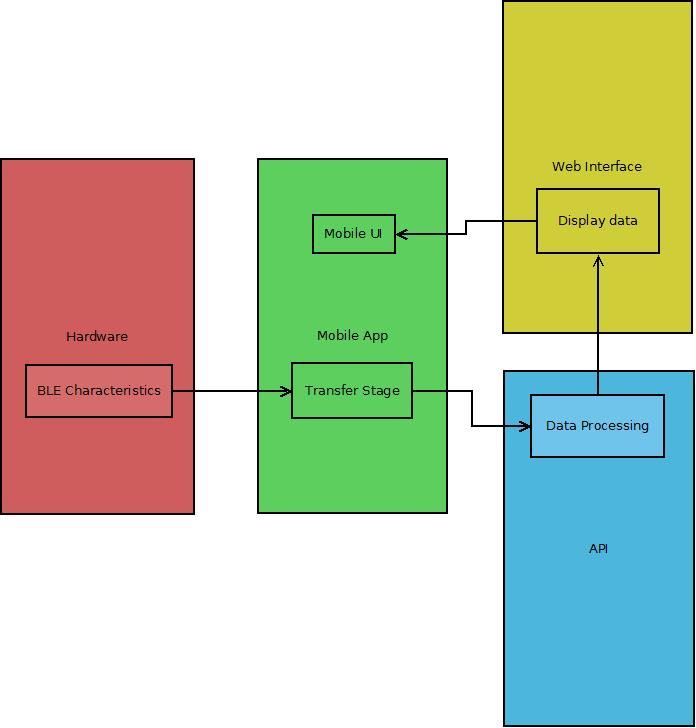 Web Interface
Display data
Mobile UI
Hardware
Mobile App
BLE Characteristics
Transfer Stage
Data Processing
API